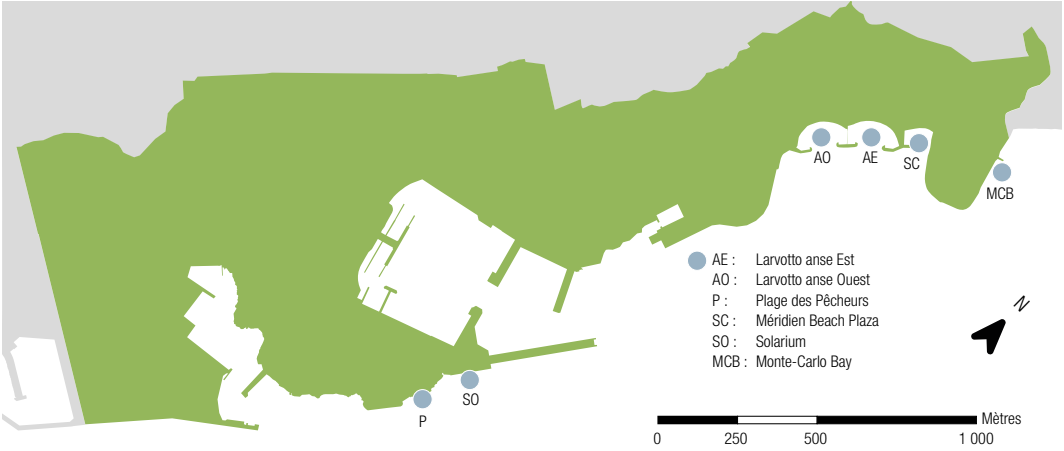 AO
AE
SC
MCB
AE : Larvotto anse Est
AO : Larvotto anse Ouest
P : Plage des Pêcheurs
SC : Méridien Beach Plaza
SO : Solarium
MCB : Monte-Carlo Bay
N
SO
P
Mètres
0 250 500 1 000